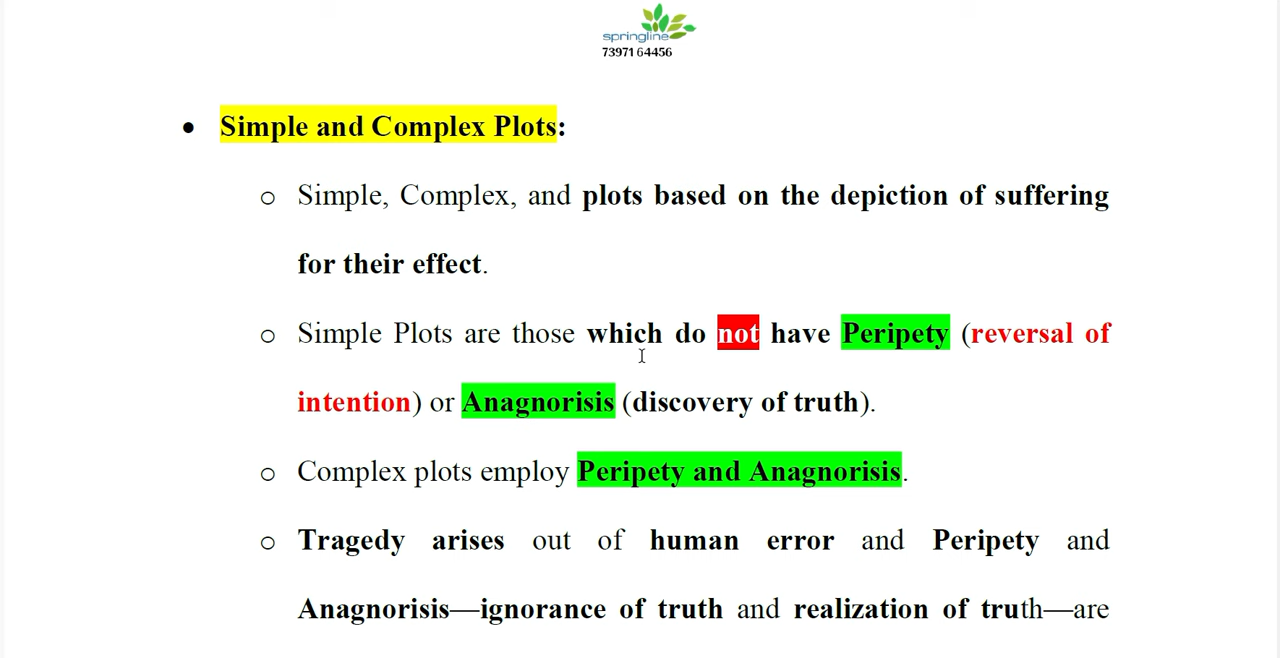 springline
7397164456
• Simple and Complex Plots:
o Simple, Complex, and plots based on the depiction of suffering
for their effect.
o Simple Plots are those which do not have Peripety (reversal of
intention) or Anagnorisis (discovery of truth).
o Complex plots employ Peripety and Anagnorisis.
o Tragedy arises out of human error and Peripety and
Anagnorisis—ignorance of truth and realization of truth—are